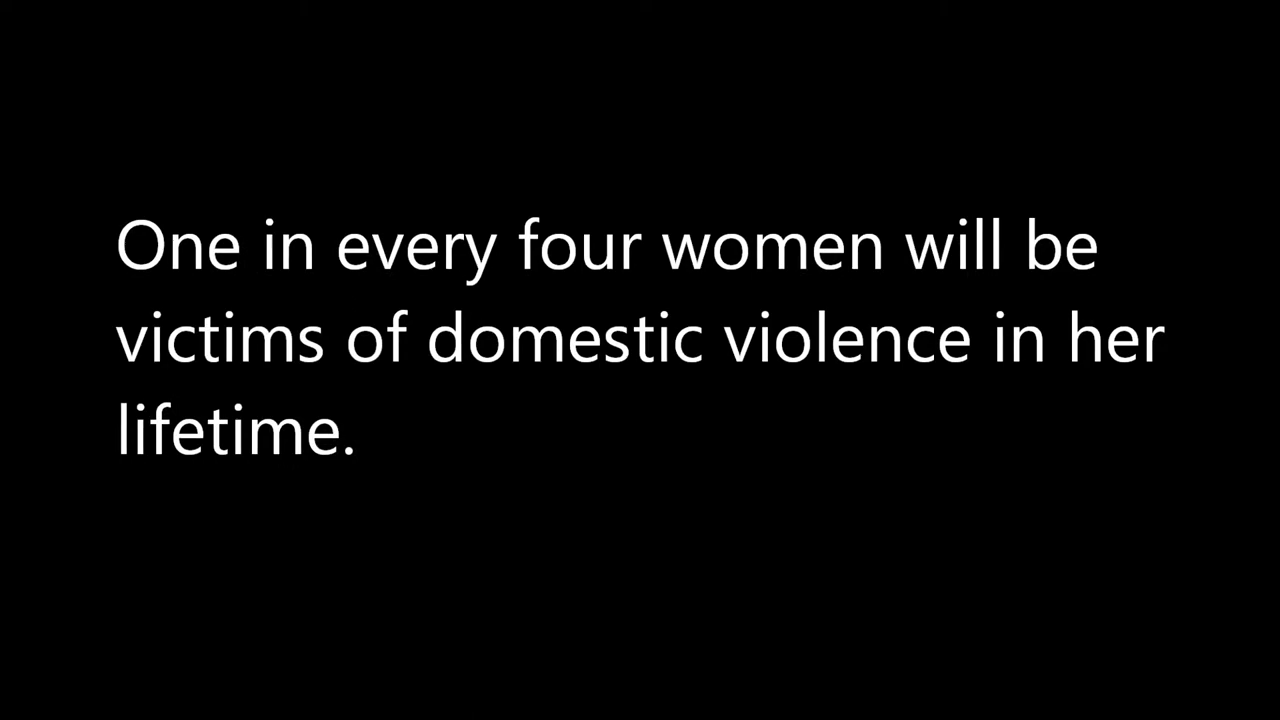 One in every four women will be
victims of domestic violence in her
lifetime.